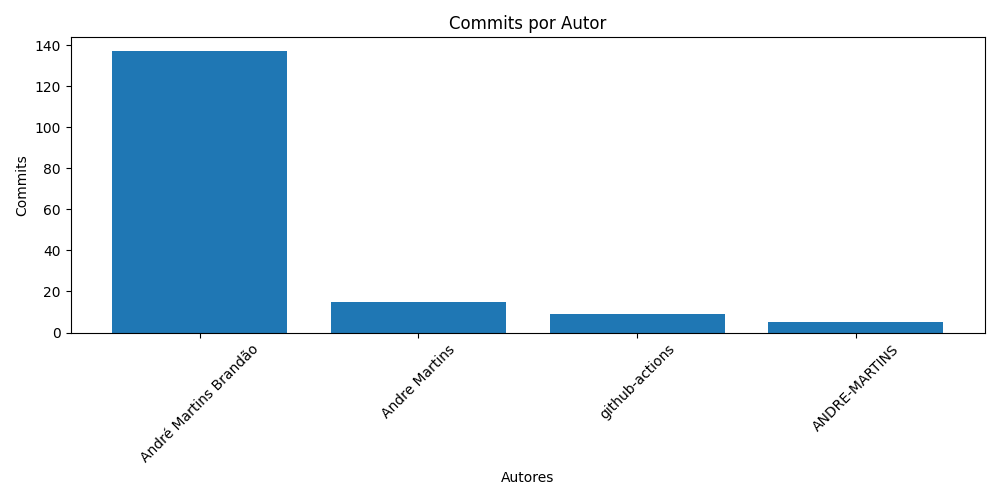 Commits por Autor
Commits
140
120
100
80
60
40
20
0
André Martins Brandão
Andre Martins
github-actions
ANDRE-MARTINS
Autores